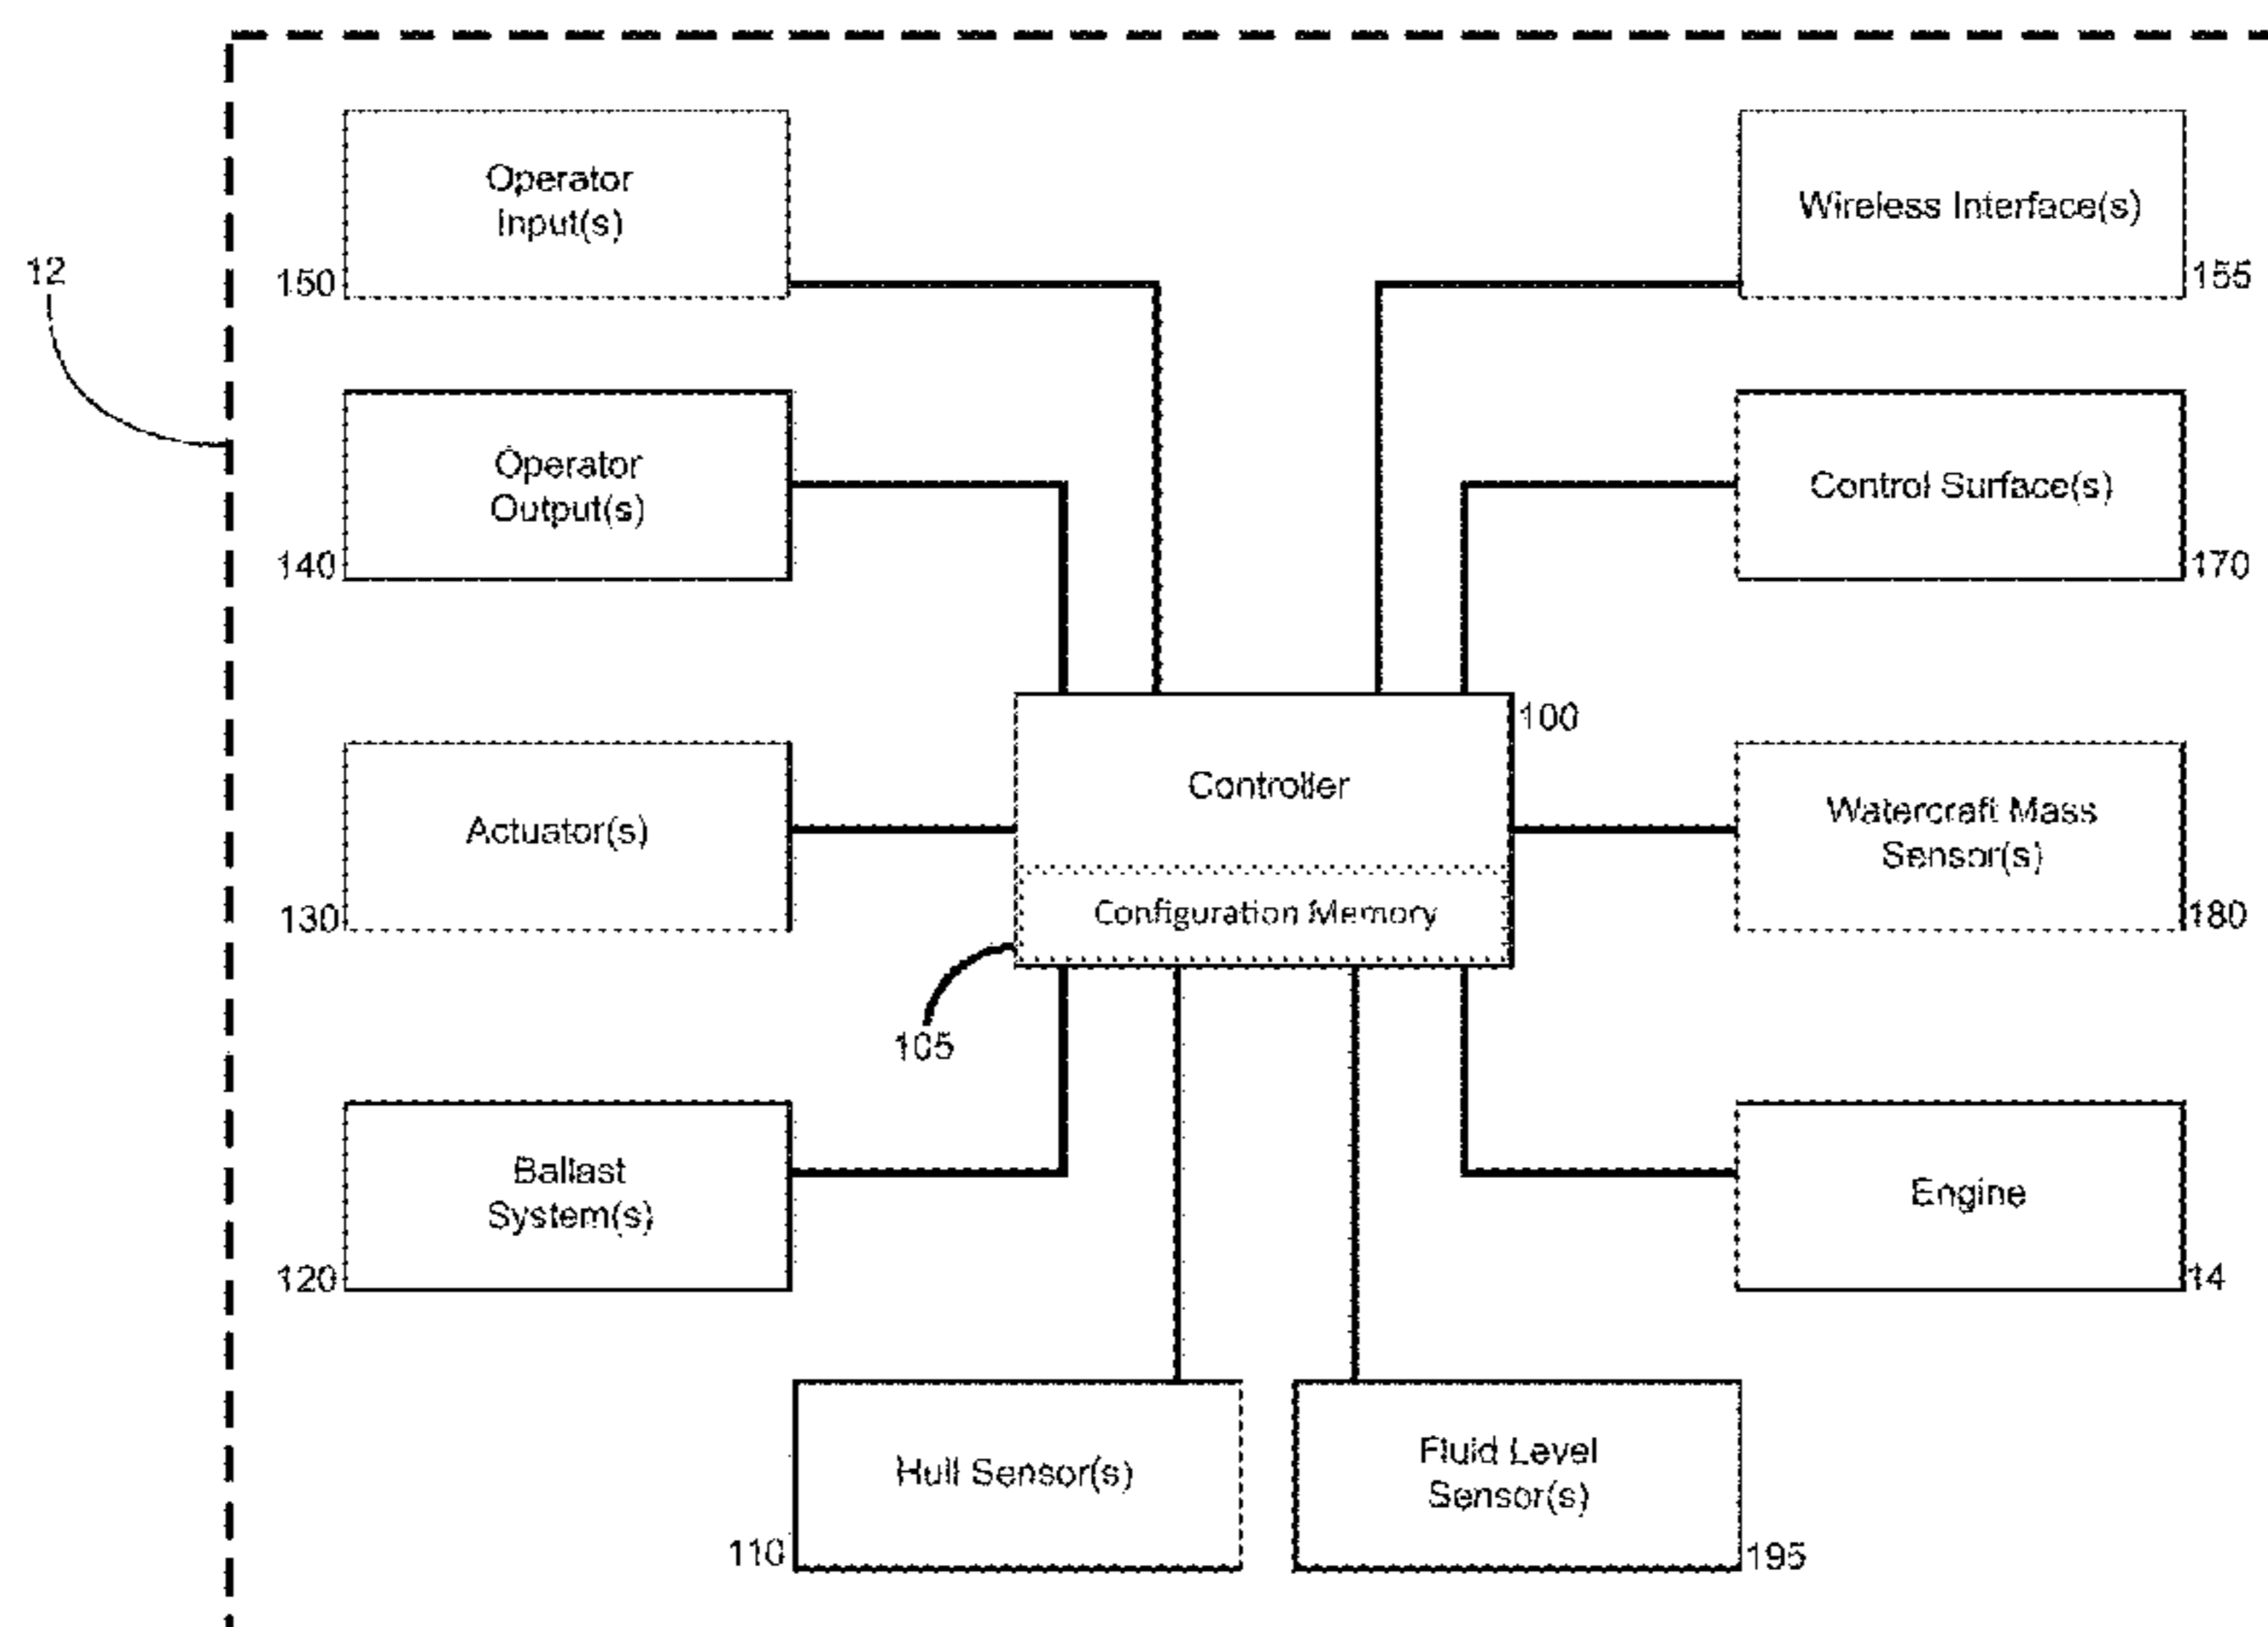 12
Operator
Input(s)
150
Wireless Interface(s)
155
Operator
Output(s)
140
Control Surface(s)
170
Controller
100
Configuration Memory
105
Actuator(s)
130
Watercraft Mass
Sensor(s)
180
Ballast
System(s)
120
Engine
14
Hull Sensor(s)
110
Fluid Level
Sensor(s)
195